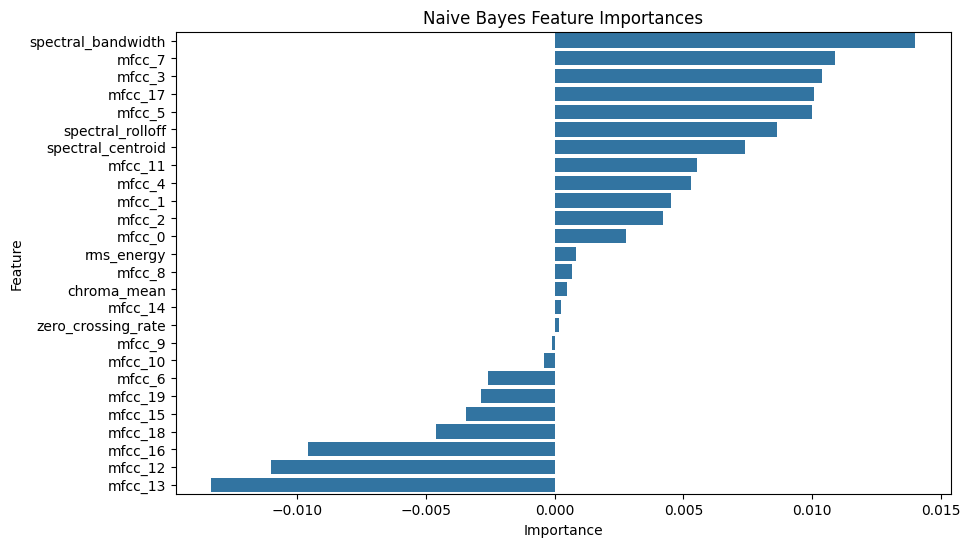 Naive Bayes Feature Importances
spectral_bandwidth
mfcc_7
mfcc_3
mfcc_17
mfcc_5
spectral_rolloff
spectral_centroid
mfcc_11
mfcc_4
mfcc_1
mfcc_2
mfcc_0
rms_energy
mfcc_8
chroma_mean
mfcc_14
zero_crossing_rate
mfcc_9
mfcc_10
mfcc_6
mfcc_19
mfcc_15
mfcc_18
mfcc_16
mfcc_12
mfcc_13
Feature
−0.010 −0.005 0.000 0.005 0.010 0.015
Importance